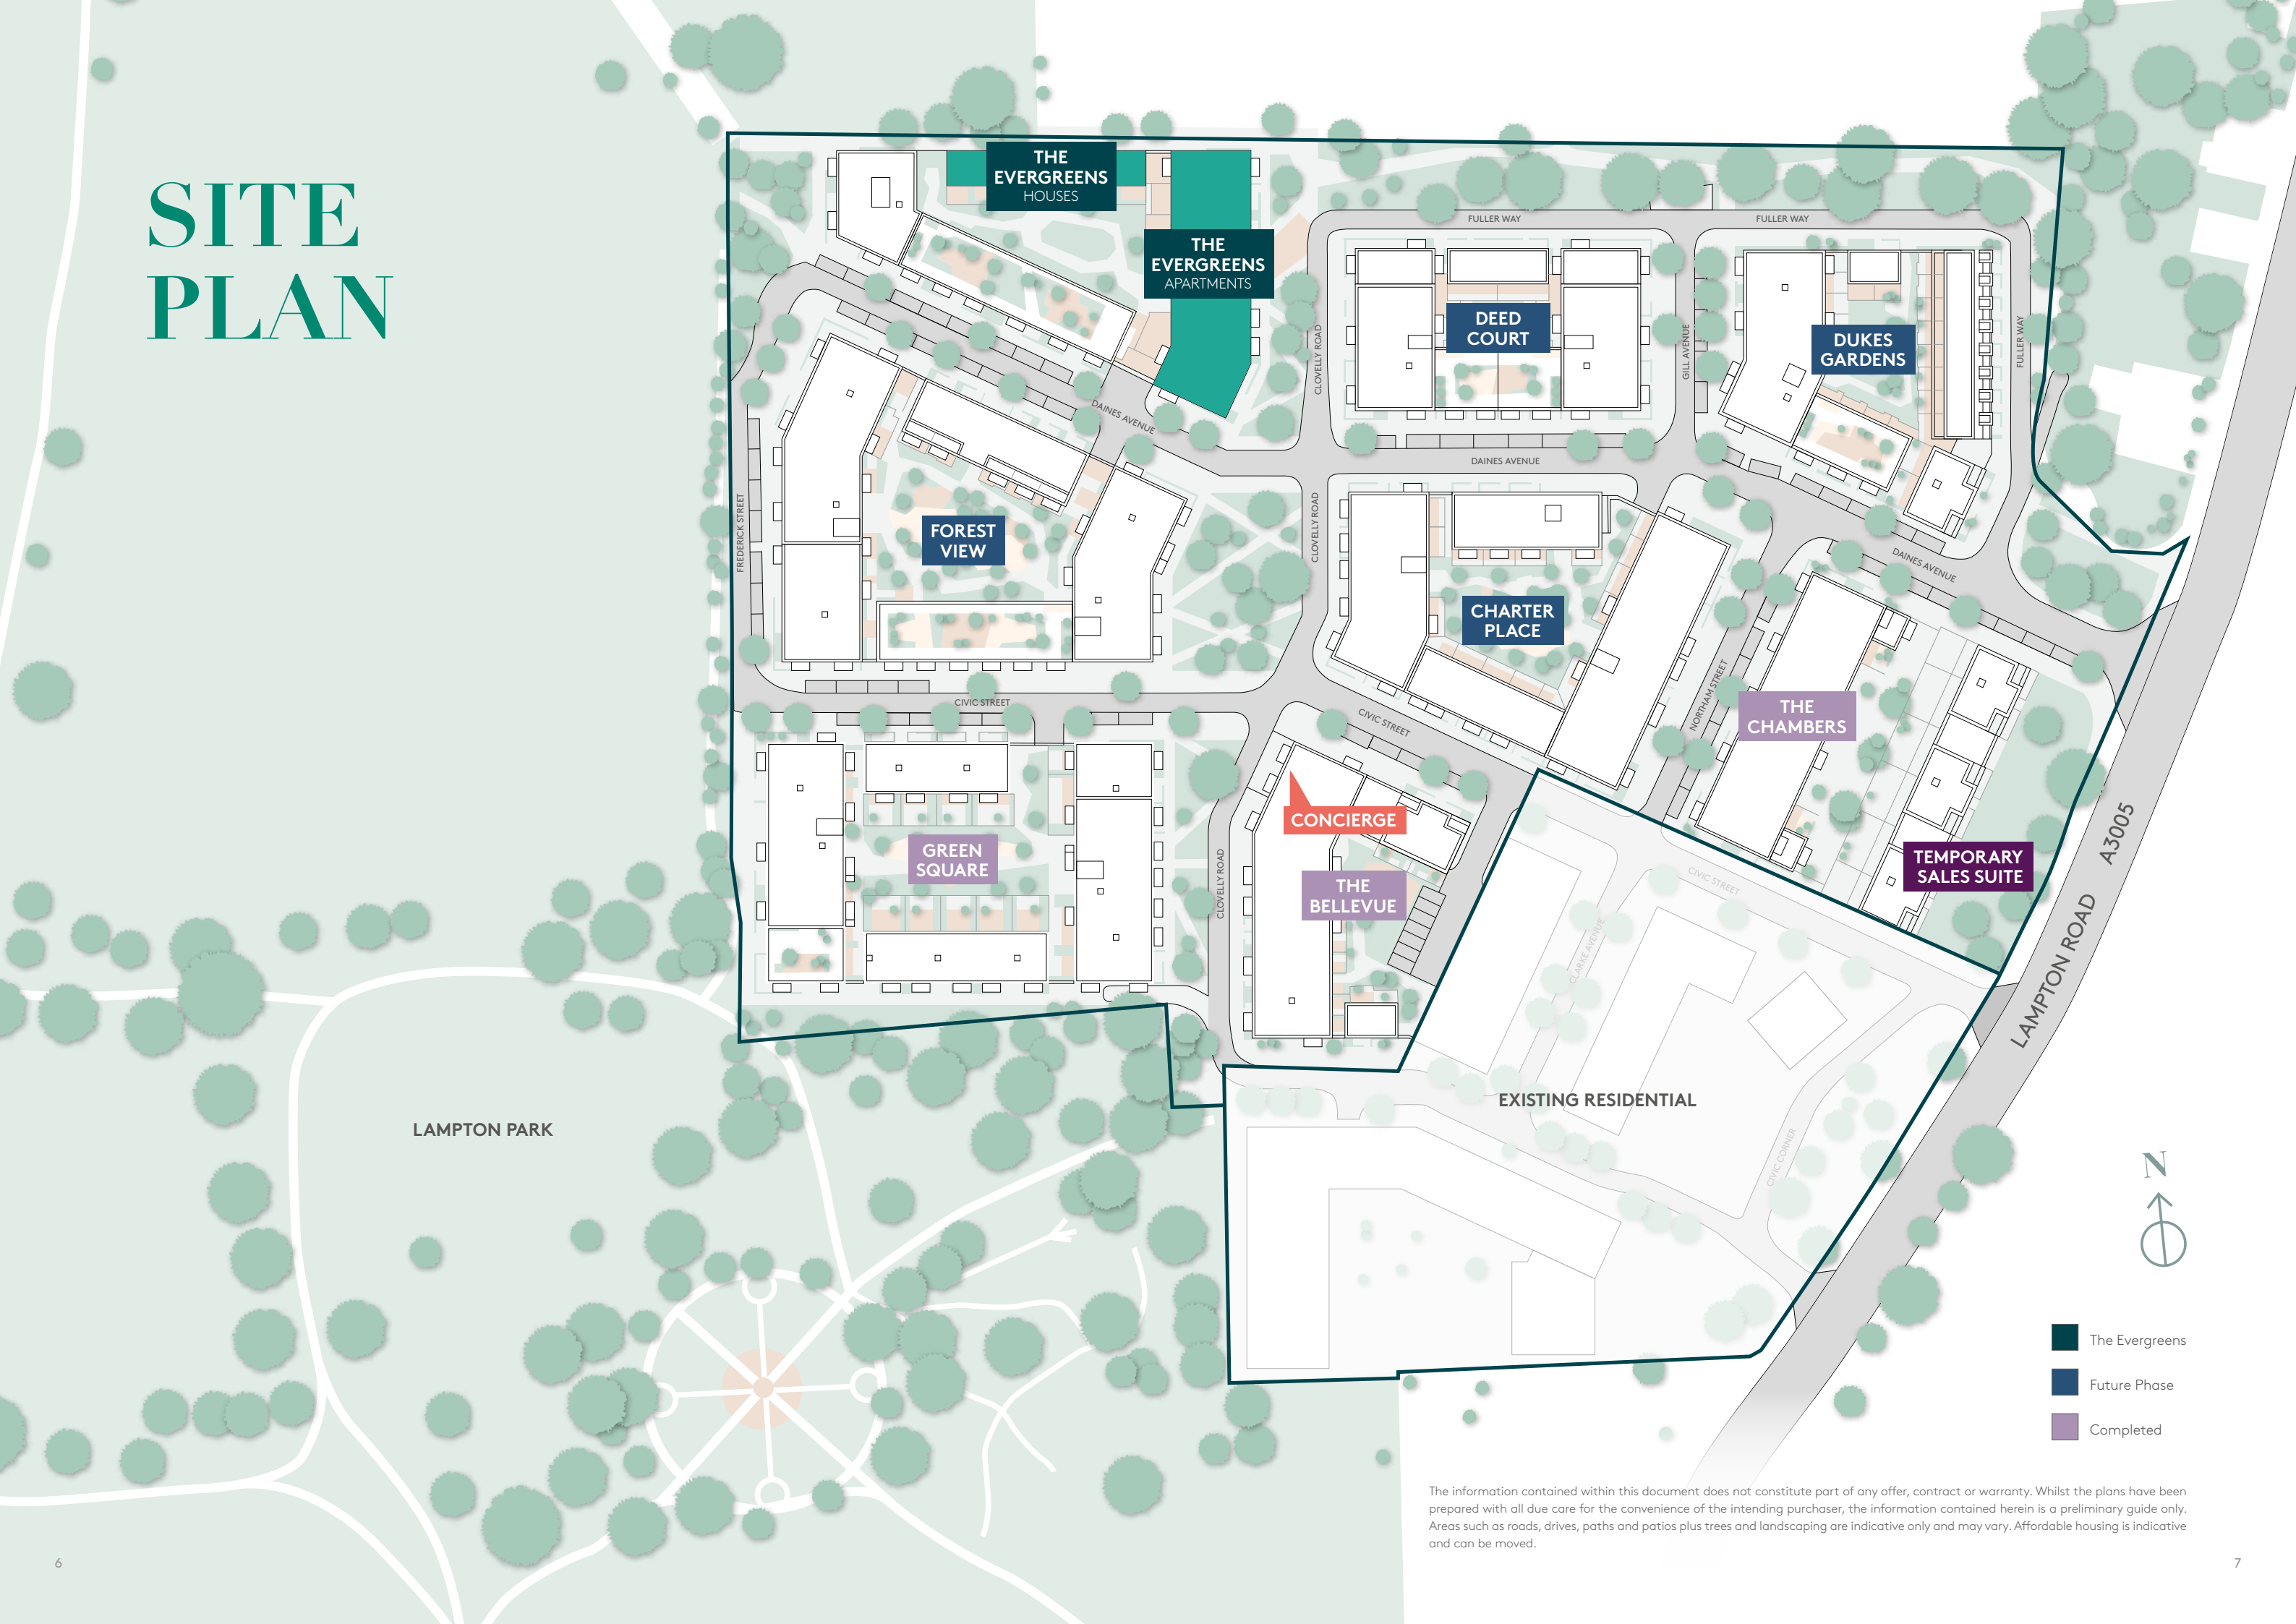 SITE
PLAN
THE
EVERGREENS
HOUSES
THE
EVERGREENS
APARTMENTS
FULLER WAY
FULLER WAY
DEED
COURT
DUKES
GARDENS
CLOVELLY ROAD
GILL AVENUE
FULLER WAY
DAINES AVENUE
DAINES AVENUE
FREDERICK STREET
FOREST
VIEW
CLOVELLY ROAD
DAINES AVENUE
CHARTER
PLACE
CIVIC STREET
CIVIC STREET
NORTHAM STREET
THE
CHAMBERS
CONCIERGE
GREEN
SQUARE
CLOVELLY ROAD
THE
BELLEVUE
TEMPORARY
SALES SUITE
CIVIC STREET
CLARKE AVENUE
LAMPTON ROAD A3005
EXISTING RESIDENTIAL
CIVIC CORNER
LAMPTON PARK
N
The Evergreens
Future Phase
Completed
The information contained within this document does not constitute part of any offer, contract or warranty. Whilst the plans have been
prepared with all due care for the convenience of the intending purchaser, the information contained herein is a preliminary guide only.
Areas such as roads, drives, paths and patios plus trees and landscaping are indicative only and may vary. Affordable housing is indicative
and can be moved.
6
7